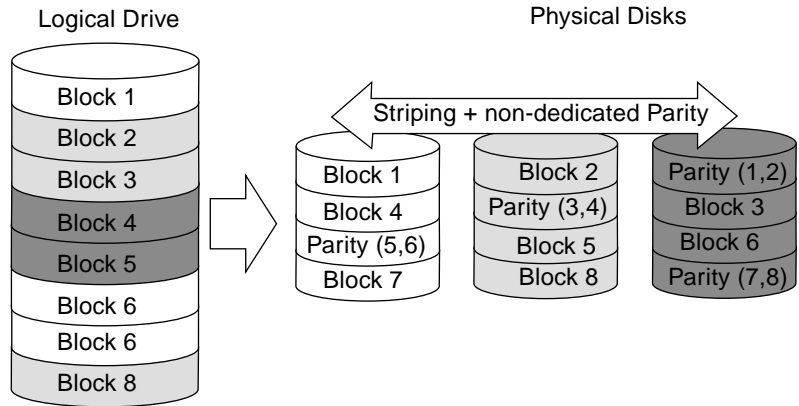 Logical Drive
Physical Disks
Block 1
Block 2
Block 3
Block 4
Block 5
Block 6
Block 6
Block 8
Striping + non-dedicated Parity
Block 1
Block 4
Parity (5,6)
Block 7
Block 2
Parity (3,4)
Block 5
Block 8
Parity (1,2)
Block 3
Block 6
Parity (7,8)